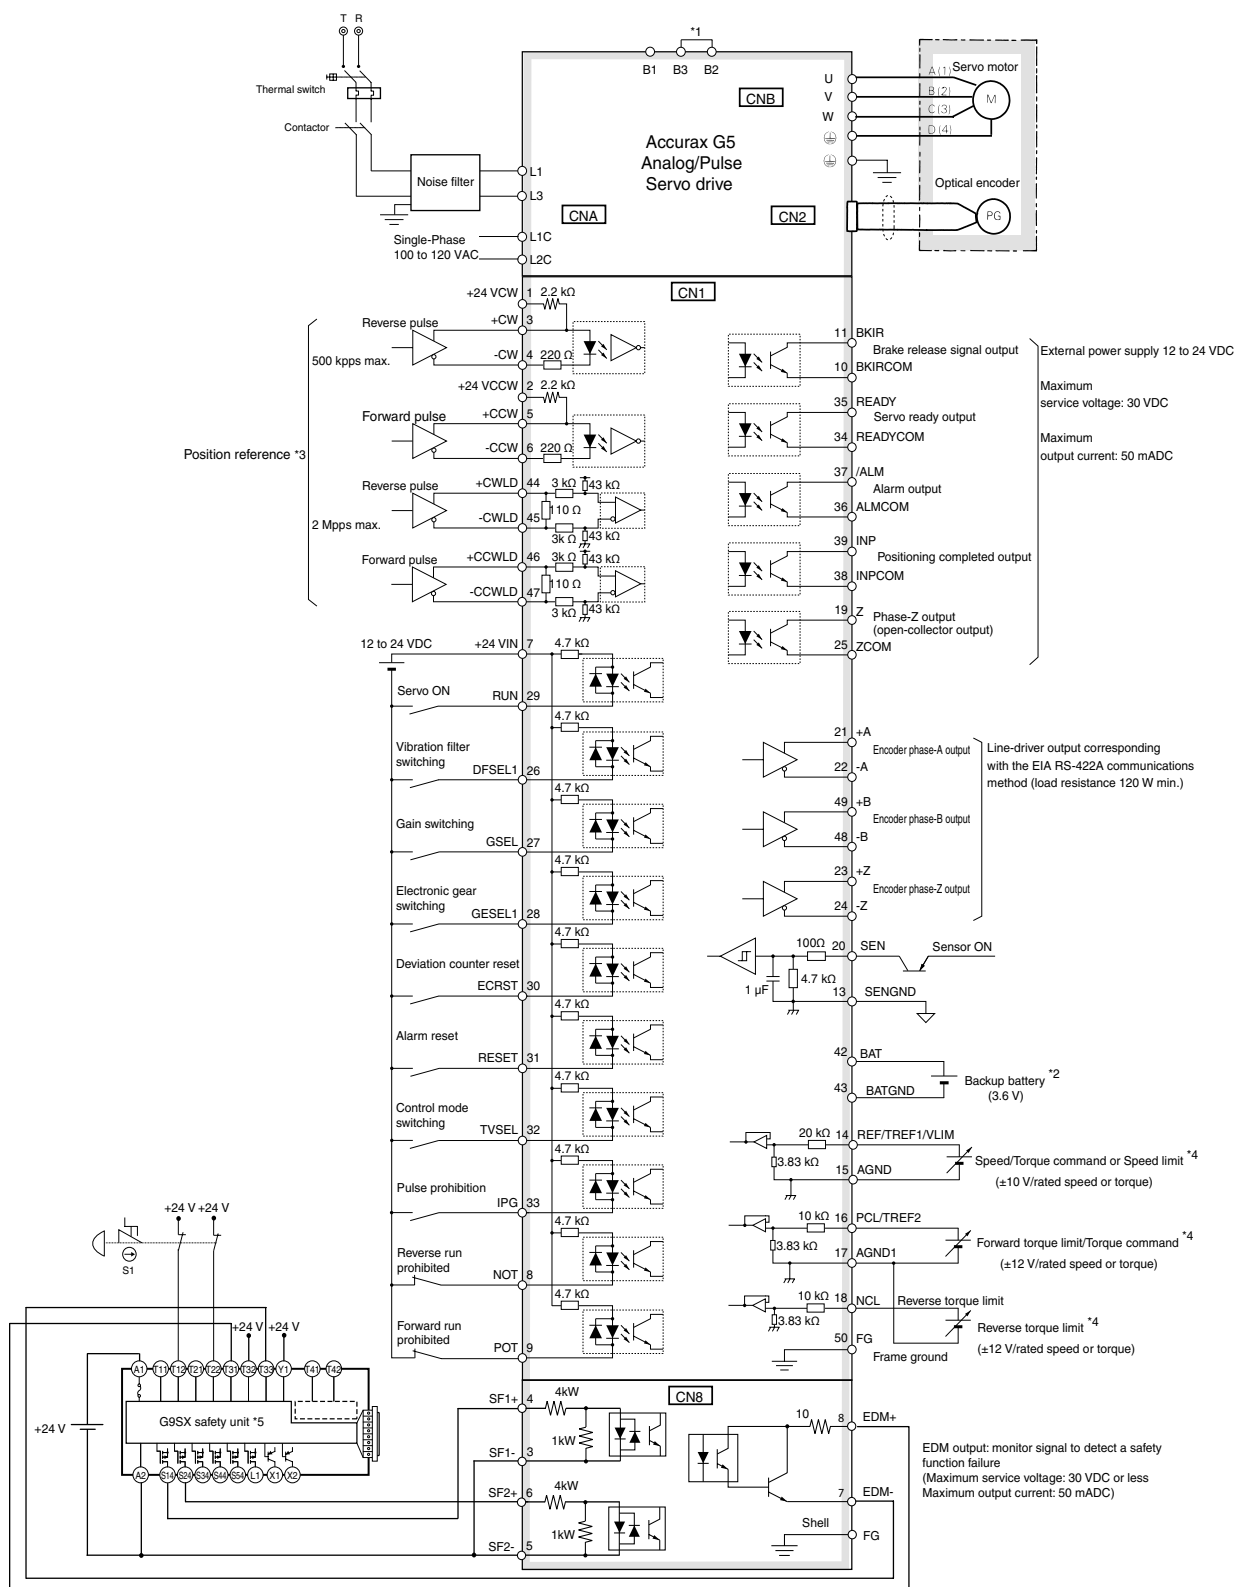 T R
Thermal switch
Contactor
Noise filter
L1
L3
Single-Phase
100 to 120 VAC
L1C
L2C
*1
B1 B3 B2
CNB
Accurax G5
Analog/Pulse
Servo drive
CNA
CN2
U
V
W
A (1)
B (2)
C (3)
D (4)
Servo motor
M
Optical encoder
PG
CN1
Position reference *3
500 kpps max.
2 Mpps max.
+24 VCW 1 2.2 kΩ
Reverse pulse
+CW 3
-CW 4 220 Ω
+24 VCCW 2 2.2 kΩ
Forward pulse
+CCW 5
-CCW 6 220 Ω
Reverse pulse
+CWLD 44 3 kΩ 43 kΩ
110 Ω
-CWLD 45
3k Ω 43 kΩ
Forward pulse
+CCWLD 46 3k Ω 43 kΩ
110 Ω
-CCWLD 47
3 kΩ 43 kΩ
12 to 24 VDC
+24 VIN 7 4.7 kΩ
Servo ON
RUN 29
4.7 kΩ
Vibration filter
switching
DFSEL1 26
4.7 kΩ
Gain switching
GSEL 27
4.7 kΩ
Electronic gear
switching
GESEL1 28
4.7 kΩ
Deviation counter reset
ECRST 30
4.7 kΩ
Alarm reset
RESET 31
4.7 kΩ
Control mode
switching
TVSEL 32
4.7 kΩ
Pulse prohibition
IPG 33
4.7 kΩ
Reverse run
prohibited
NOT 8
4.7 kΩ
Forward run
prohibited
POT 9
11 BKIR
Brake release signal output
10 BKIRCOM
35 READY
Servo ready output
34 READYCOM
37 /ALM
Alarm output
36 ALMCOM
39 INP
Positioning completed output
38 INPCOM
19 Z
Phase-Z output
(open-collector output)
25 ZCOM
External power supply 12 to 24 VDC
Maximum
service voltage: 30 VDC
Maximum
output current: 50 mADC
21 +A
Encoder phase-A output
22 -A
49 +B
Encoder phase-B output
48 -B
23 +Z
Encoder phase-Z output
24 -Z
Line-driver output corresponding
with the EIA RS-422A communications
method (load resistance 120 W min.)
100Ω 20 SEN Sensor ON
1 µF 4.7 kΩ
13 SENGND
42 BAT
Backup battery *2
(3.6 V)
43 BATGND
20 kΩ 14 REF/TREF1/VLIM
3.83 kΩ
15 AGND
Speed/Torque command or Speed limit *4
(±10 V/rated speed or torque)
10 kΩ 16 PCL/TREF2
3.83 kΩ
17 AGND1
Forward torque limit/Torque command *4
(±12 V/rated speed or torque)
10 kΩ 18 NCL Reverse torque limit
3.83 kΩ
Reverse torque limit *4
(±12 V/rated speed or torque)
50 FG
Frame ground
+24 V +24 V
S1
+24 V +24 V
A1 T11 T12 T21 T22 T31 T32 T33 Y1 T41 T42
+24 V
G9SX safety unit *5
A2 S14 S24 S34 S44 S54 L1 X1 X2
CN8
SF1+ 4 4kW
1kW
SF1- 3
SF2+ 6 4kW
1kW
SF2- 5
10 8 EDM+
7 EDM-
Shell
FG
EDM output: monitor signal to detect a safety
function failure
(Maximum service voltage: 30 VDC or less
Maximum output current: 50 mADC)